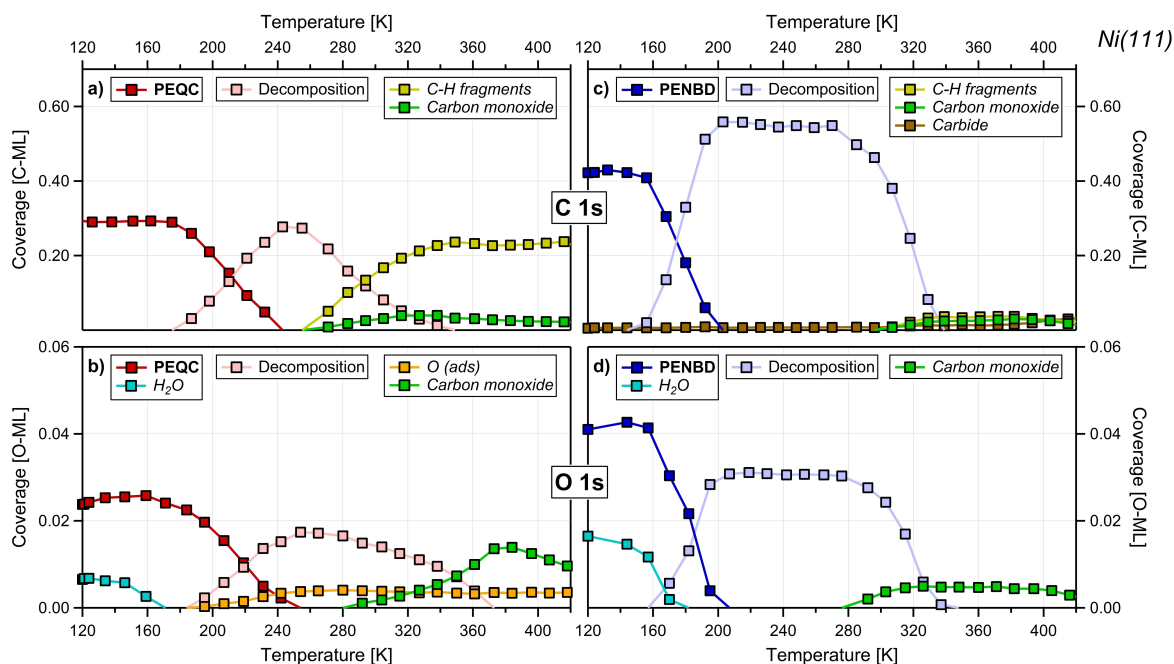 Temperature [K]
Temperature [K]
120 160 200 240 280 320 360 400
120 160 200 240 280 320 360 400
Ni(111)
a) PEQC Decomposition C-H fragments
Carbon monoxide
c) PENBD Decomposition C-H fragments
Carbon monoxide
Carbide
Coverage [C-ML]
0.60
0.40
0.20
C 1s
0.60
0.40
0.20
Coverage [C-ML]
b) PEQC Decomposition O (ads)
H2O Carbon monoxide
d) PENBD Decomposition Carbon monoxide
H2O
Coverage [O-ML]
0.06
0.04
0.02
0.00
O 1s
0.06
0.04
0.02
0.00
Coverage [O-ML]
120 160 200 240 280 320 360 400
120 160 200 240 280 320 360 400
Temperature [K]
Temperature [K]